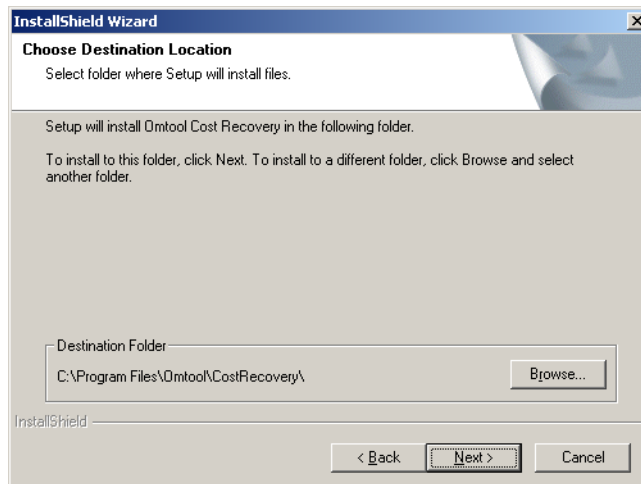 InstallShield Wizard
Choose Destination Location
Select folder where Setup will install files.
Setup will install Omtool Cost Recovery in the following folder.
To install to this folder, click Next. To install to a different folder, click Browse and select
another folder.
Destination Folder
C:\Program Files\Omtool\CostRecovery\
Browse...
InstallShield
< Back
Next >
Cancel